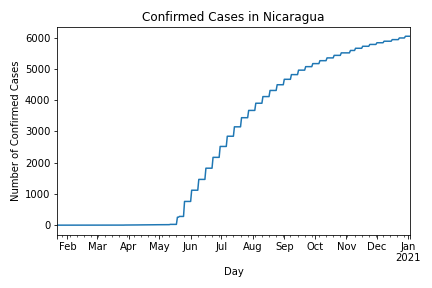 Confirmed Cases in Nicaragua
Number of Confirmed Cases
6000
5000
4000
3000
2000
1000
0
Feb Mar Apr May Jun Jul Aug Sep Oct Nov Dec Jan
2021
Day